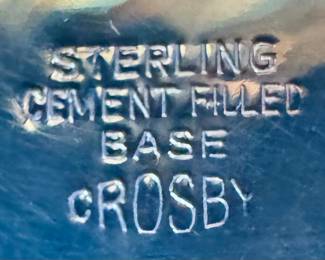 STERLING
CEMENT FILLED
BASE
CROSBY